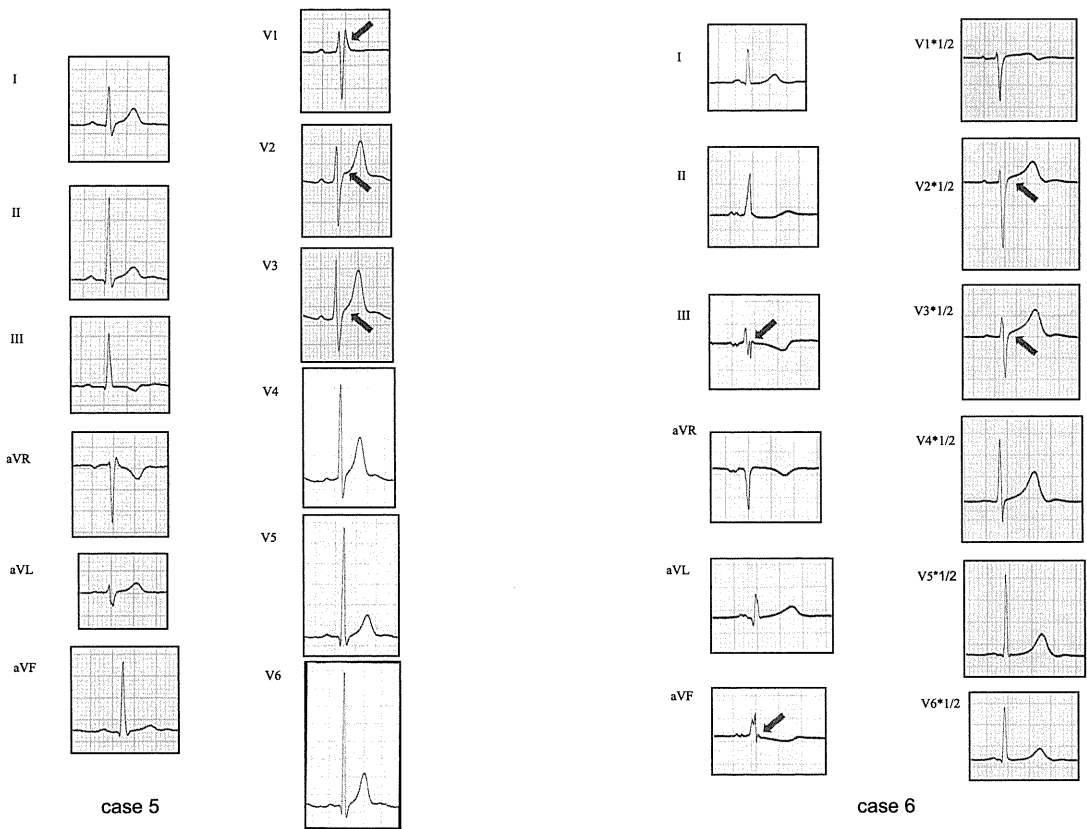 I
II
III
aVR
aVL
aVF
V1
V2
V3
V4
V5
V6
case 5
I
II
III
aVR
aVL
aVF
V1*1/2
V2*1/2
V3*1/2
V4*1/2
V5*1/2
V6*1/2
case 6